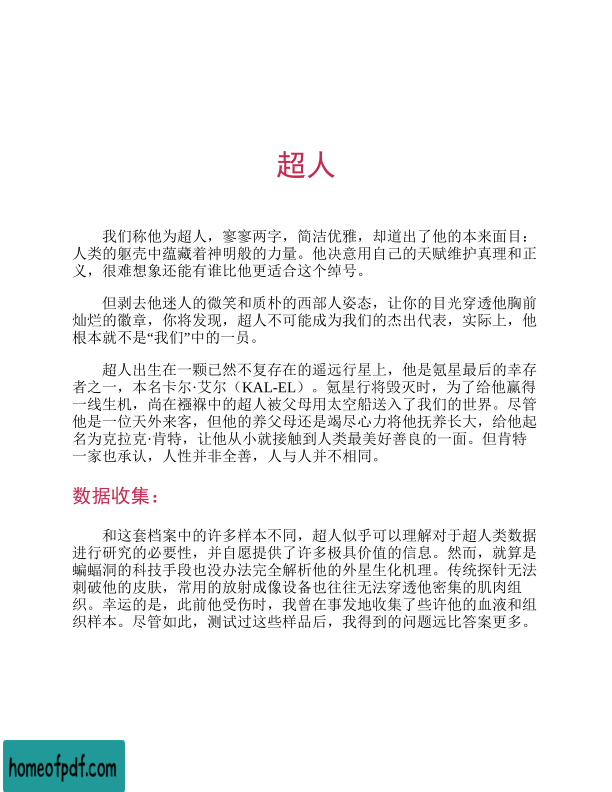 超人
我们称他为超人，寥寥两字，简洁优雅，却道出了他的本来面目：
人类的躯壳中蕴藏着神明般的力量。他决意用自己的天赋维护真理和正
义，很难想象还能有谁比他更适合这个绰号。
但剥去他迷人的微笑和质朴的西部人姿态，让你的目光穿透他胸前
灿烂的徽章，你将发现，超人不可能成为我们的杰出代表，实际上，他
根本就不是“我们”中的一员。
超人出生在一颗已然不复存在的遥远行星上，他是氪星最后的幸存
者之一，本名卡尔·艾尔（KAL-EL）。氪星行将毁灭时，为了给他赢得
一线生机，尚在襁褓中的超人被父母用太空船送入了我们的世界。尽管
他是一位天外来客，但他的养父母还是竭尽心力将他抚养长大，给他起
名为克拉克·肯特，让他从小就接触到人类最美好善良的一面。但肯特
一家也承认，人性并非全善，人与人并不相同。
数据收集：
和这套档案中的许多样本不同，超人似乎可以理解对于超人类数据
进行研究的必要性，并自愿提供了许多极具价值的信息。然而，就算是
蝙蝠洞的科技手段也没办法完全解析他的外星生化机理。传统探针无法
刺破他的皮肤，常用的放射成像设备也往往无法穿透他密集的肌肉组
织。幸运的是，此前他受伤时，我曾在事发地收集了些许他的血液和组
织样本。尽管如此，测试过这些样品后，我得到的问题远比答案更多。
homeofpdf.com